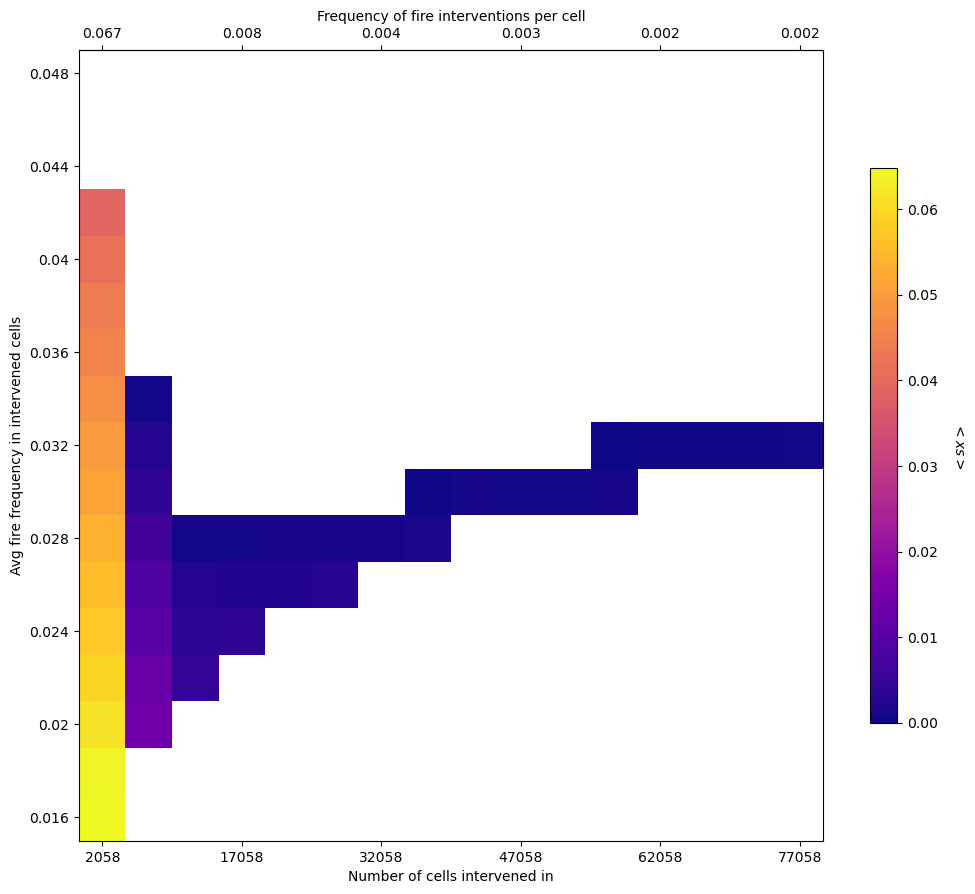 Frequency of fire interventions per cell
0.067 0.008 0.004 0.003 0.002 0.002
0.048
0.044
0.04
0.036
0.032
0.028
0.024
0.02
0.016
Avg fire frequency in intervened cells
2058 17058 32058 47058 62058 77058
Number of cells intervened in
0.06
0.05
0.04
0.03
0.02
0.01
0.00
< sx >